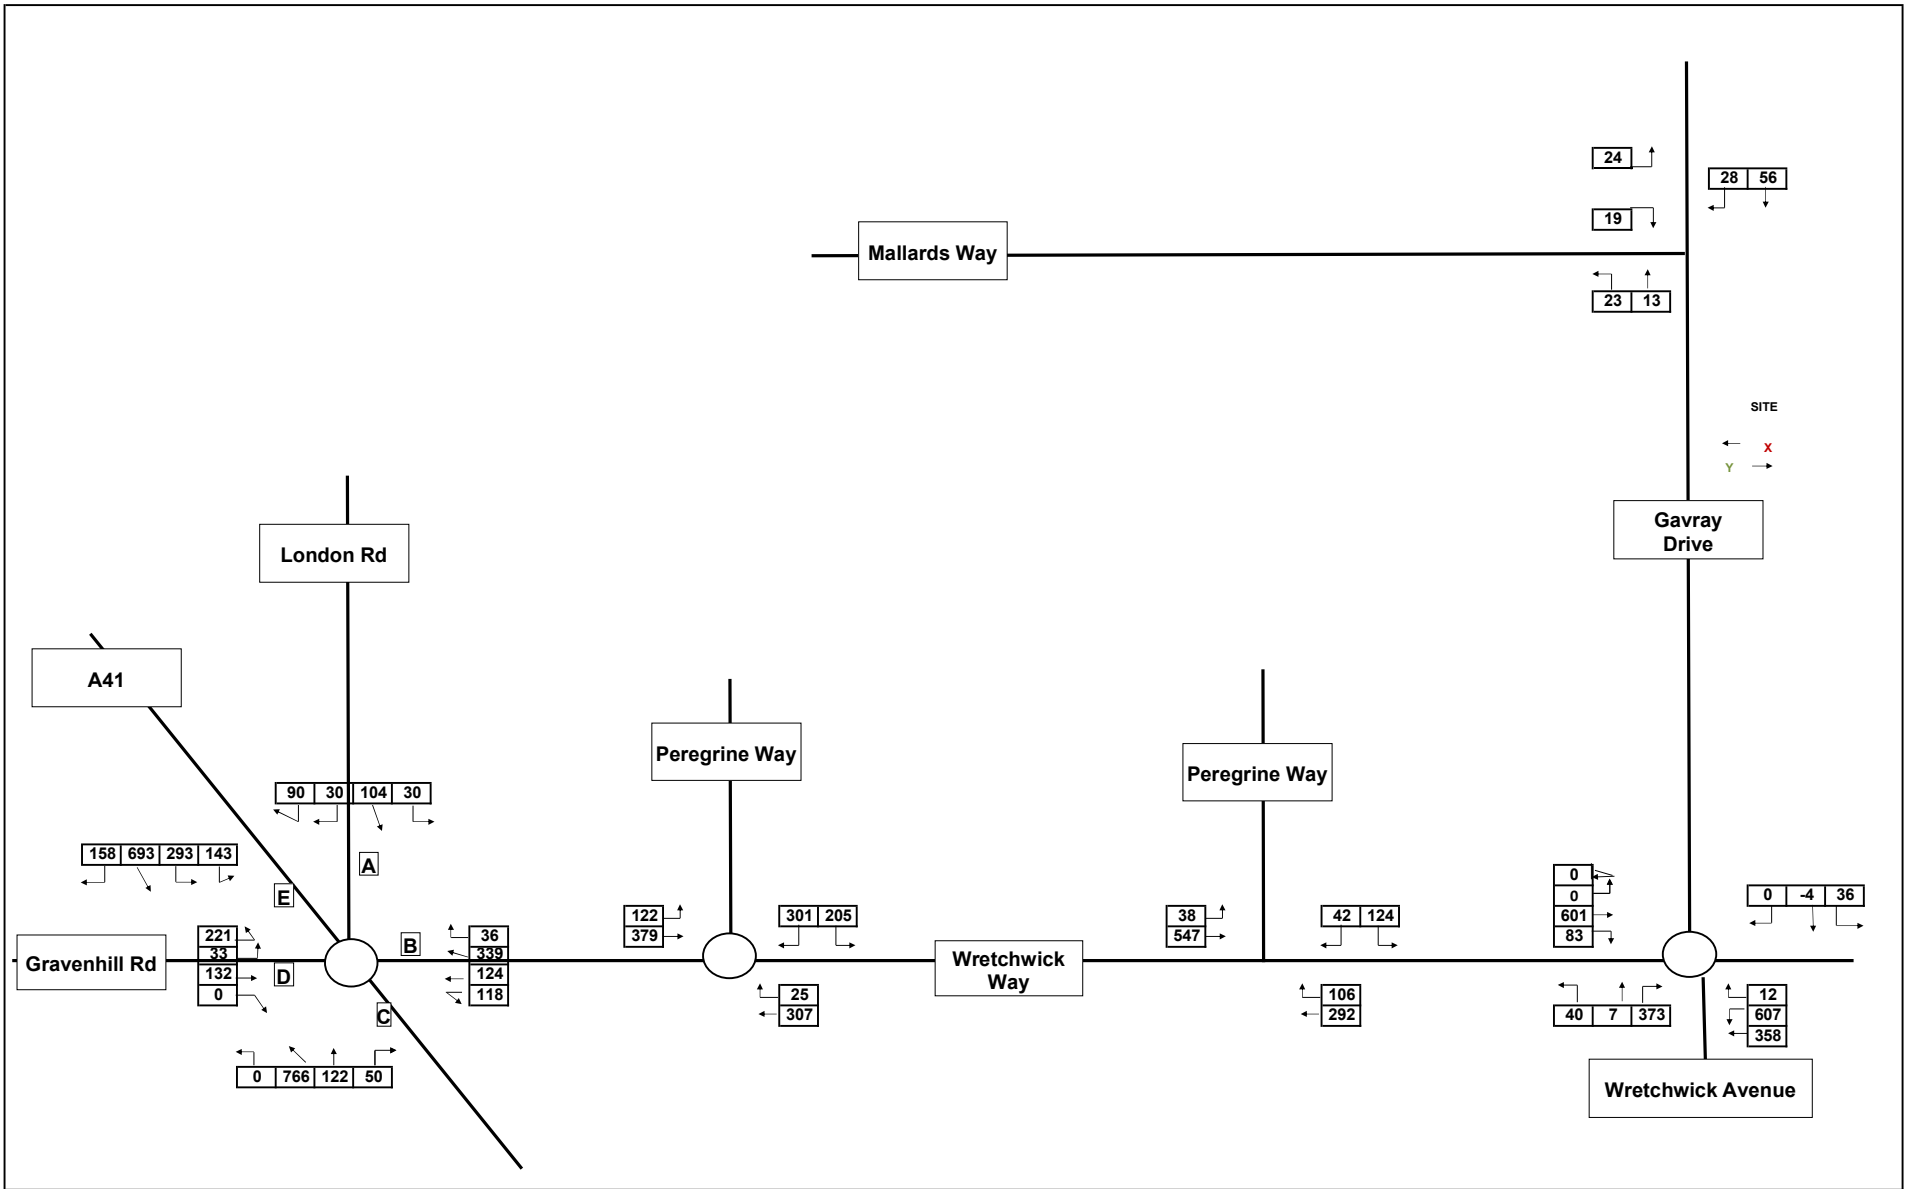 24
28 56
19
Mallards Way
23 13
SITE
X
Y
Gavray
Drive
London Rd
A41
Peregrine Way
Peregrine Way
90 30 104 30
158 693 293 143
A
E
0
0
601
83
0 -4 36
122
379
301 205
38
547
42 124
221
33
132
0
B
36
339
124
118
Gravenhill Rd
D
Wretchwick
Way
C
25
307
106
292
40 7 373
12
607
358
0 766 122 50
Wretchwick Avenue